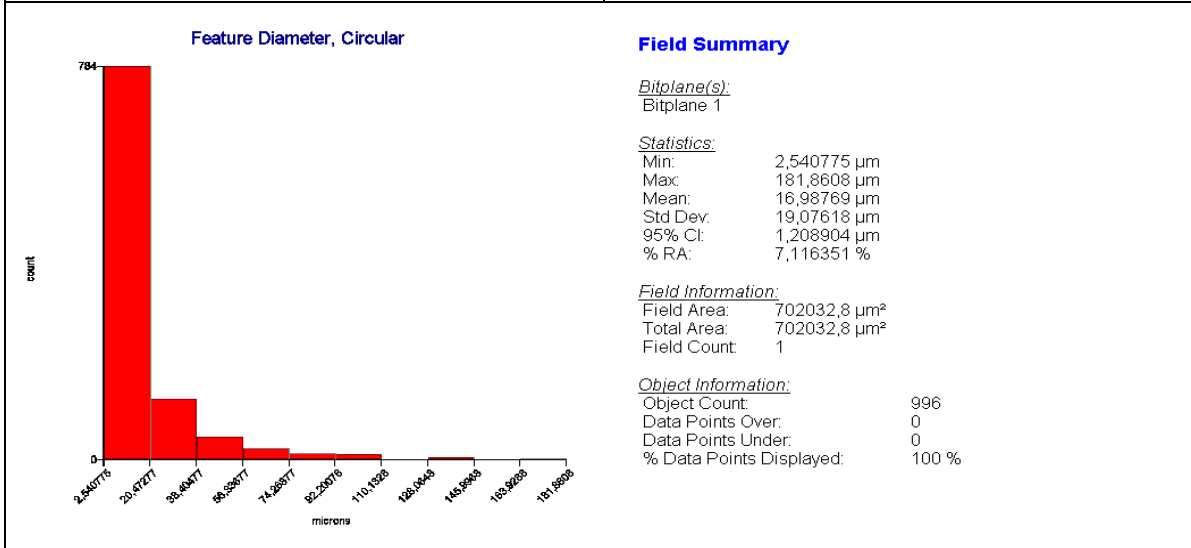 Feature Diameter, Circular
784
count
0
2,540775
20,47277
38,40477
56,33677
74,26877
92,20076
110,1328
128,0648
145,9968
163,9288
181,8608
microns
Field Summary
Bitplane(s):
Bitplane 1
Statistics:
Min: 2,540775 µm
Max: 181,8608 µm
Mean: 16,98769 µm
Std Dev: 19,07618 µm
95% CI: 1,208904 µm
% RA: 7,116351 %
Field Information:
Field Area: 702032,8 µm²
Total Area: 702032,8 µm²
Field Count: 1
Object Information:
Object Count: 996
Data Points Over: 0
Data Points Under: 0
% Data Points Displayed: 100 %